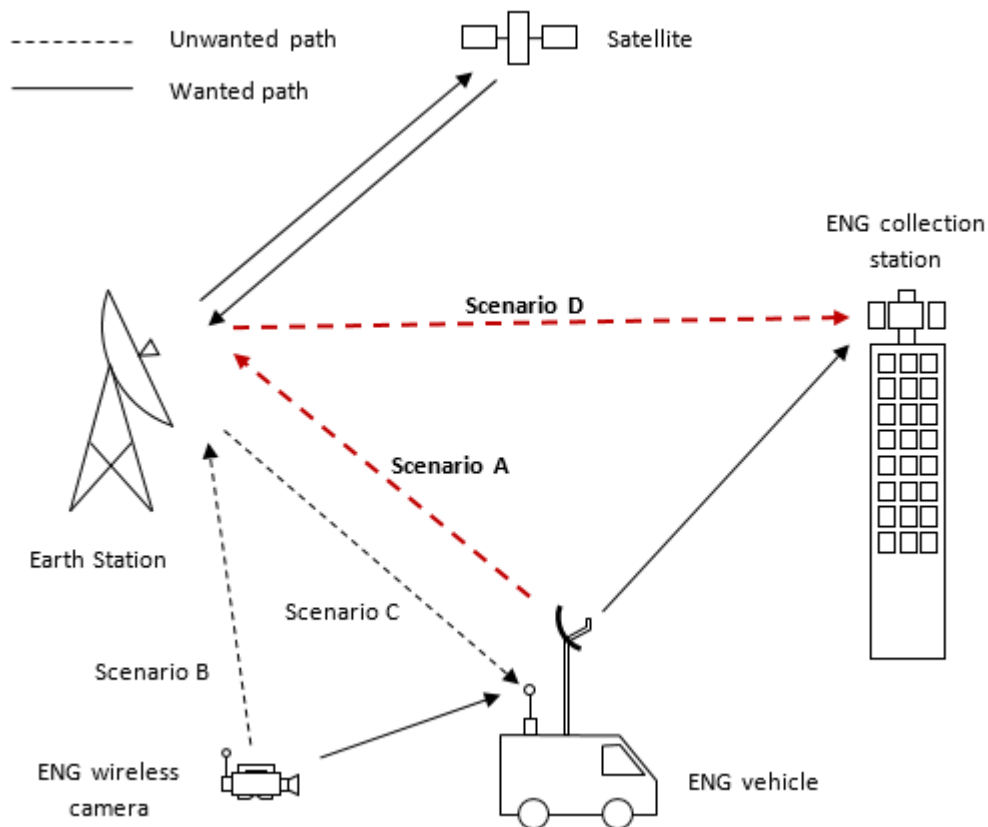 Unwanted path
Satellite
Wanted path
ENG collection
station
Scenario D
Scenario A
Earth Station
Scenario C
Scenario B
ENG wireless
camera
ENG vehicle